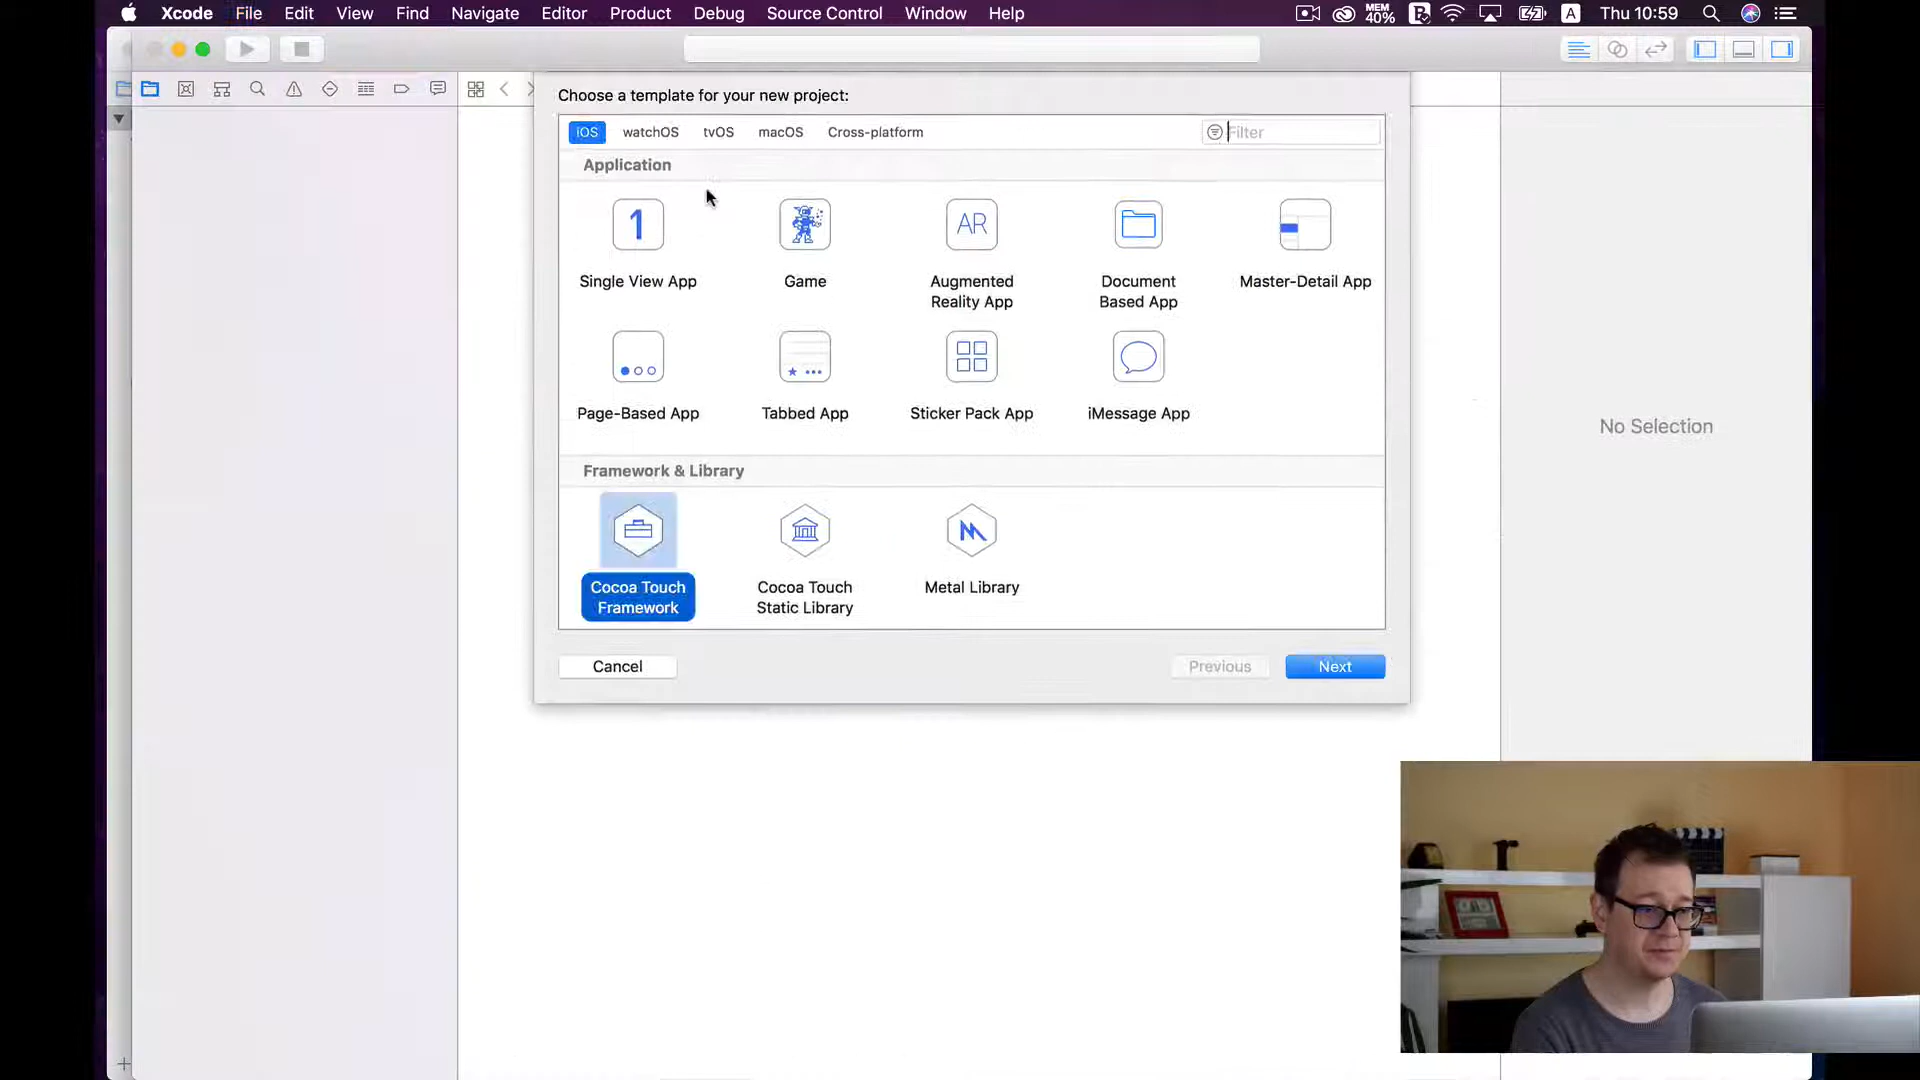 Xcode File Edit View Find Navigate Editor Product Debug Source Control Window Help MEM 40% A Thu 10:59
Choose a template for your new project:
iOS watchOS tvOS macOS Cross-platform Filter
Application
1
AR
Single View App
Game
Augmented
Reality App
Document
Based App
Master-Detail App
Page-Based App
Tabbed App
Sticker Pack App
iMessage App
Framework & Library
Cocoa Touch
Framework
Cocoa Touch
Static Library
Metal Library
Cancel
Previous
Next
No Selection